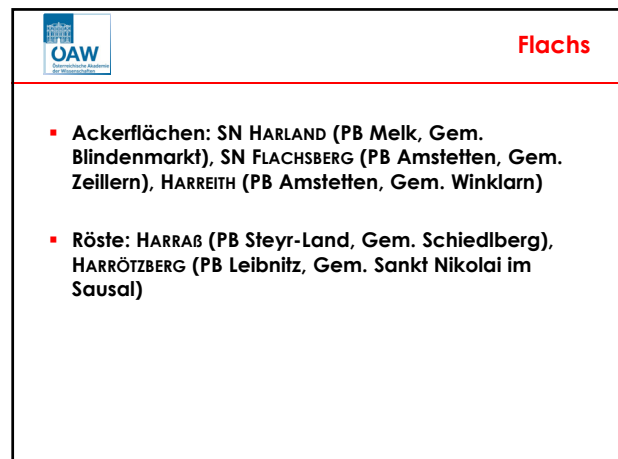 ÖAW
Österreichische Akademie
der Wissenschaften
Flachs
▪ Ackerflächen: SN HARLAND (PB Melk, Gem.
Blindenmarkt), SN FLACHSBERG (PB Amstetten, Gem.
Zeillern), HARREITH (PB Amstetten, Gem. Winklarn)
▪ Röste: HARRAß (PB Steyr-Land, Gem. Schiedlberg),
HARRÖTZBERG (PB Leibnitz, Gem. Sankt Nikolai im
Sausal)